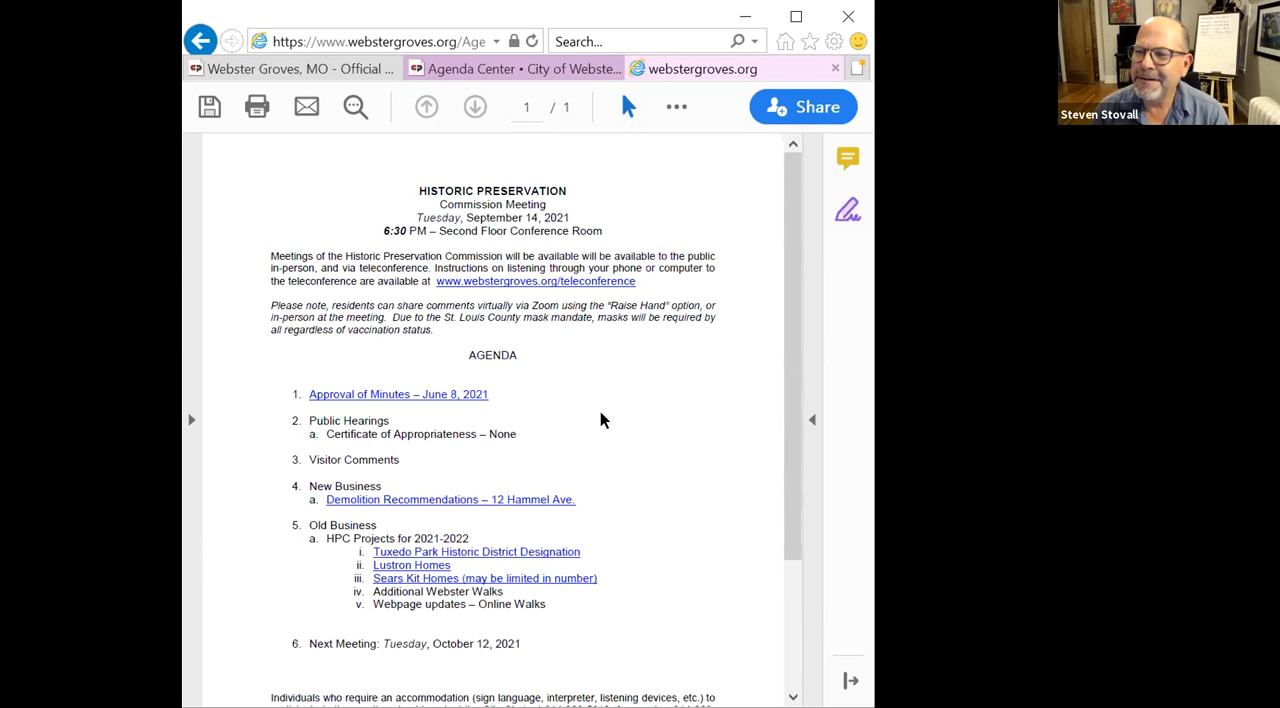 https://www.webstergroves.org/Age
Search...
Webster Groves, MO - Official ...
Agenda Center • City of Webste...
webstergroves.org
1 / 1
Share
Steven Stovall
HISTORIC PRESERVATION
Commission Meeting
Tuesday, September 14, 2021
6:30 PM – Second Floor Conference Room
Meetings of the Historic Preservation Commission will be available will be available to the public
in-person, and via teleconference. Instructions on listening through your phone or computer to
the teleconference are available at www.webstergroves.org/teleconference
Please note, residents can share comments virtually via Zoom using the “Raise Hand” option, or
in-person at the meeting. Due to the St. Louis County mask mandate, masks will be required by
all regardless of vaccination status.
AGENDA
1. Approval of Minutes – June 8, 2021
2. Public Hearings
a. Certificate of Appropriateness – None
3. Visitor Comments
4. New Business
a. Demolition Recommendations – 12 Hammel Ave.
5. Old Business
a. HPC Projects for 2021-2022
i. Tuxedo Park Historic District Designation
ii. Lustron Homes
iii. Sears Kit Homes (may be limited in number)
iv. Additional Webster Walks
v. Webpage updates – Online Walks
6. Next Meeting: Tuesday, October 12, 2021
Individuals who require an accommodation (sign language, interpreter, listening devices, etc.) to